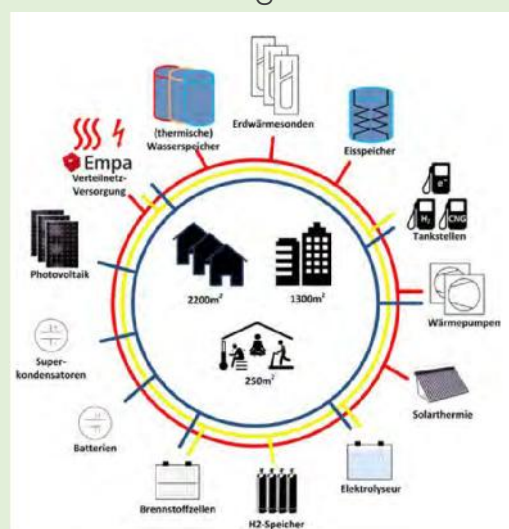 (thermische)
Wasserspeicher
Erdwärmesonden
Eisspeicher
Empa
Verteilnetz-
Versorgung
e⁻
H₂
CNG
Tankstellen
Photovoltaik
2200m²
1300m²
Wärmepumpen
Super-
kondensatoren
250m²
Solarthermie
Batterien
Brennstoffzellen
H2-Speicher
Elektrolyseur